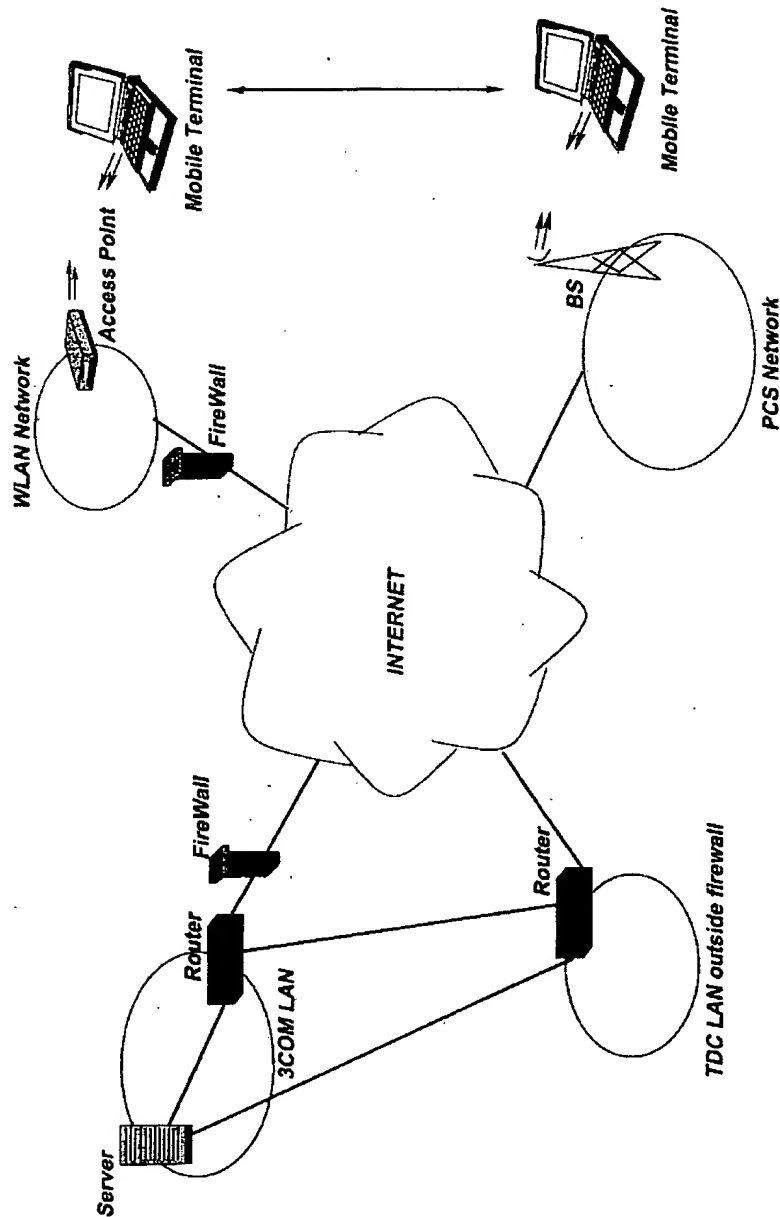 Server
Router
3COM LAN
FireWall
WLAN Network
Access Point
FireWall
Mobile Terminal
INTERNET
Router
TDC LAN outside firewall
BS
PCS Network
Mobile Terminal